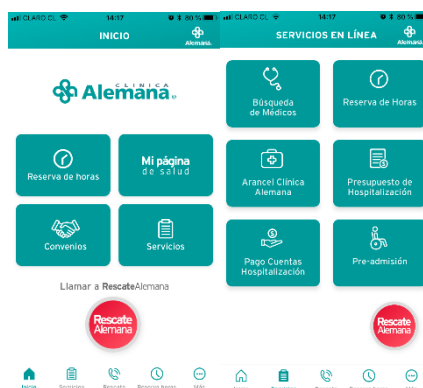 CLARO CL 14:17 80 %
INICIO
Alemana.
CLINICA
Alemana
Reserva de horas
Mi página
de salud
Convenios
Servicios
Llamar a RescateAlemana
Rescate
Alemana
Inicio Servicios Rescate Reserva horas Más
CLARO CL 14:17 80 %
SERVICIOS EN LÍNEA
Alemana
Búsqueda
de Médicos
Reserva de Horas
Arancel Clínica
Alemana
Presupuesto de
Hospitalización
Pago Cuentas
Hospitalización
Pre-admisión
Rescate
Alemana